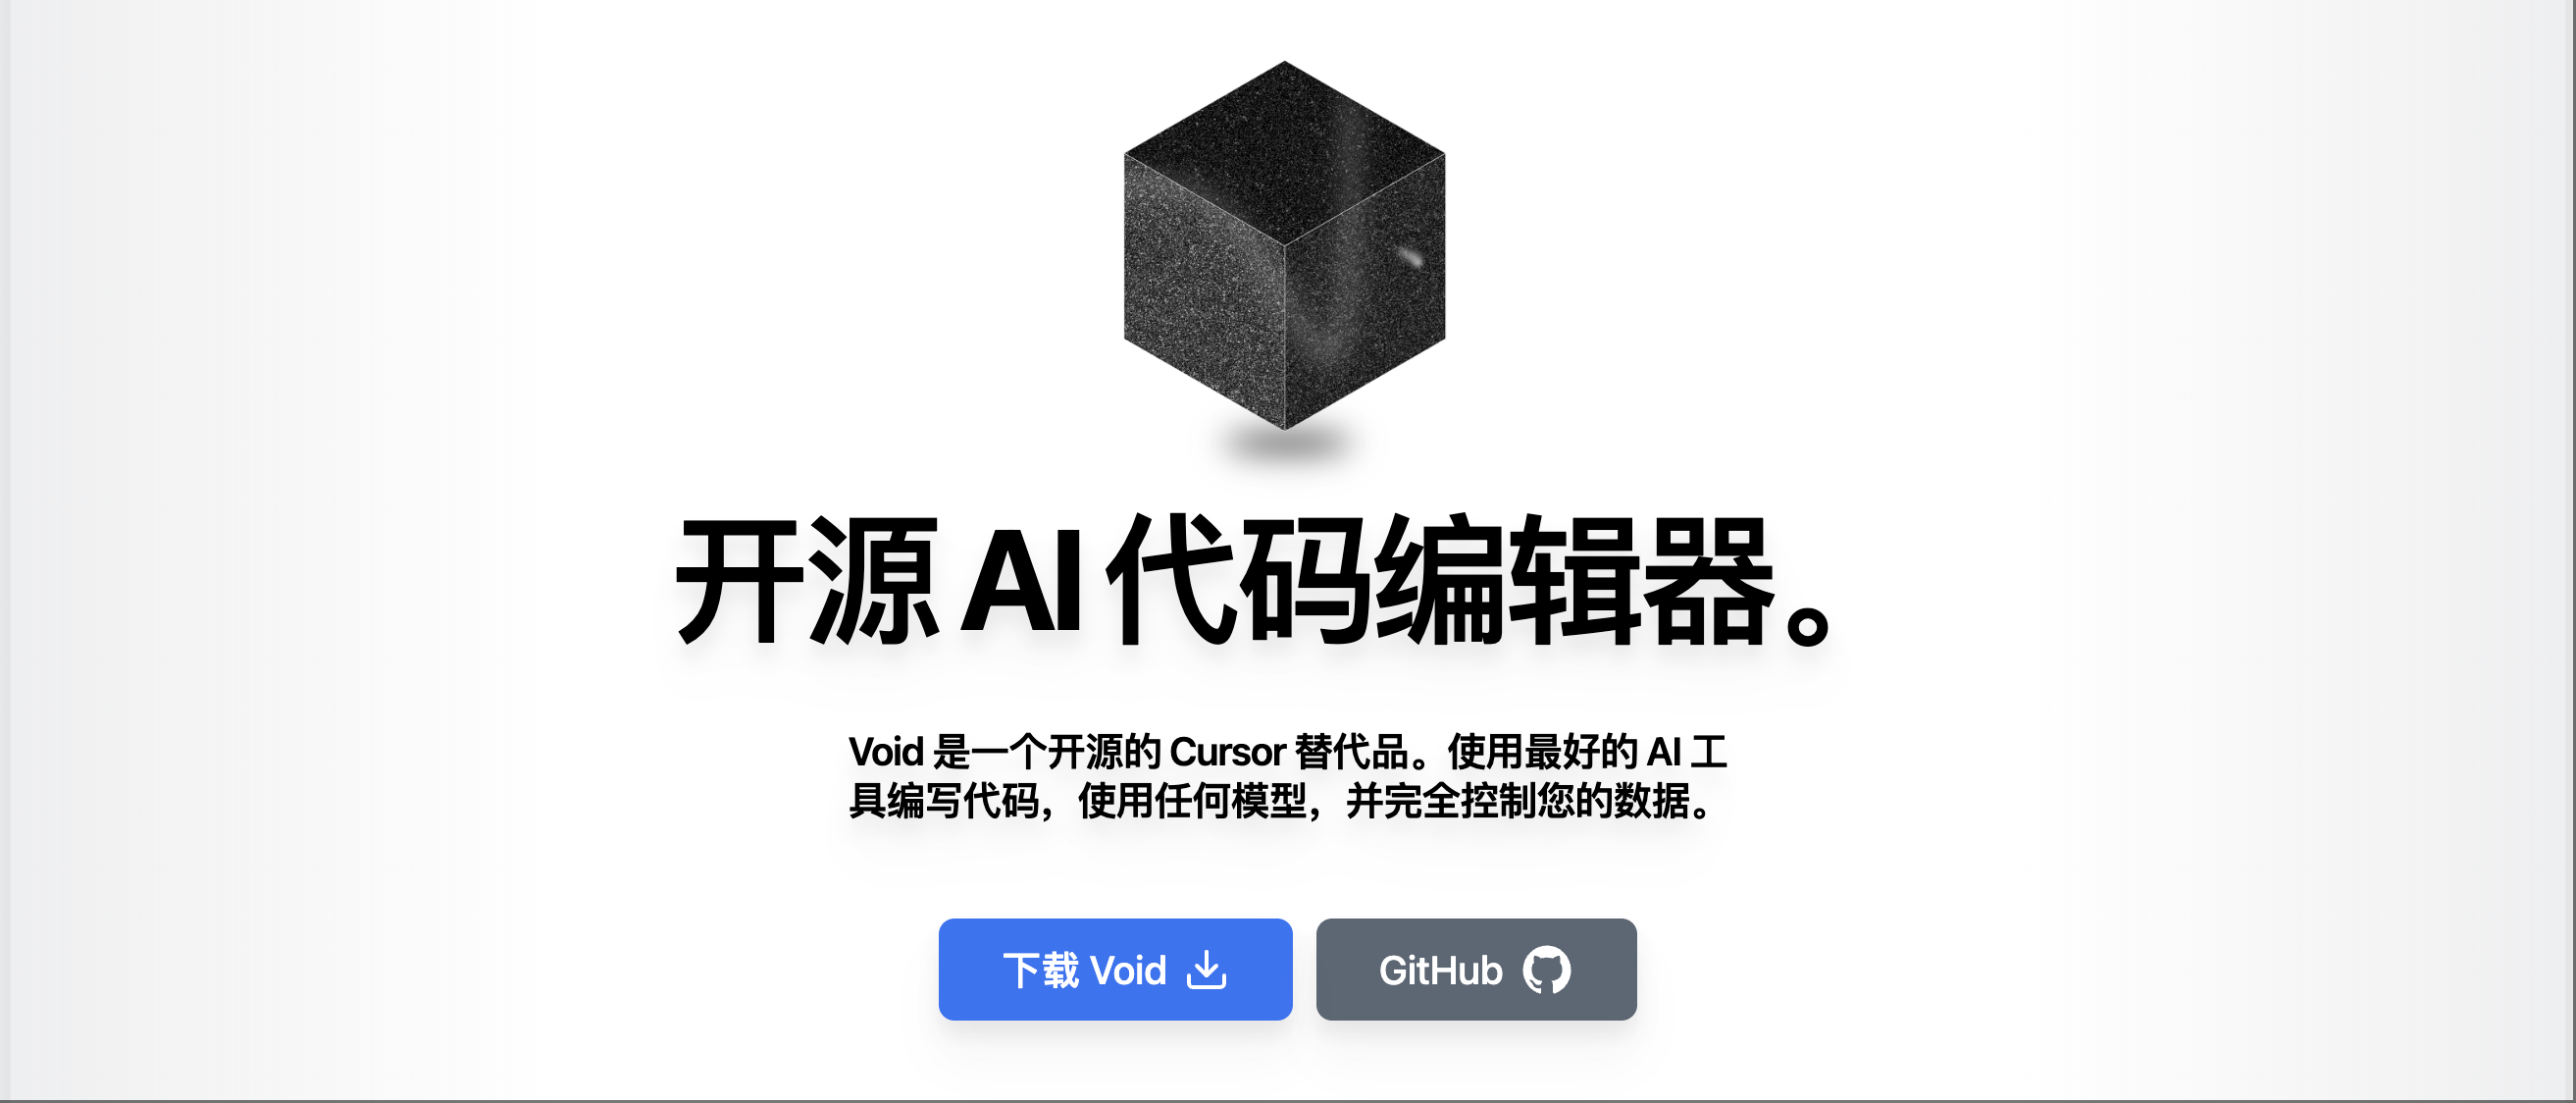 开源 AI 代码编辑器。
Void 是一个开源的 Cursor 替代品。使用最好的 AI 工
具编写代码，使用任何模型，并完全控制您的数据。
下载 Void
GitHub